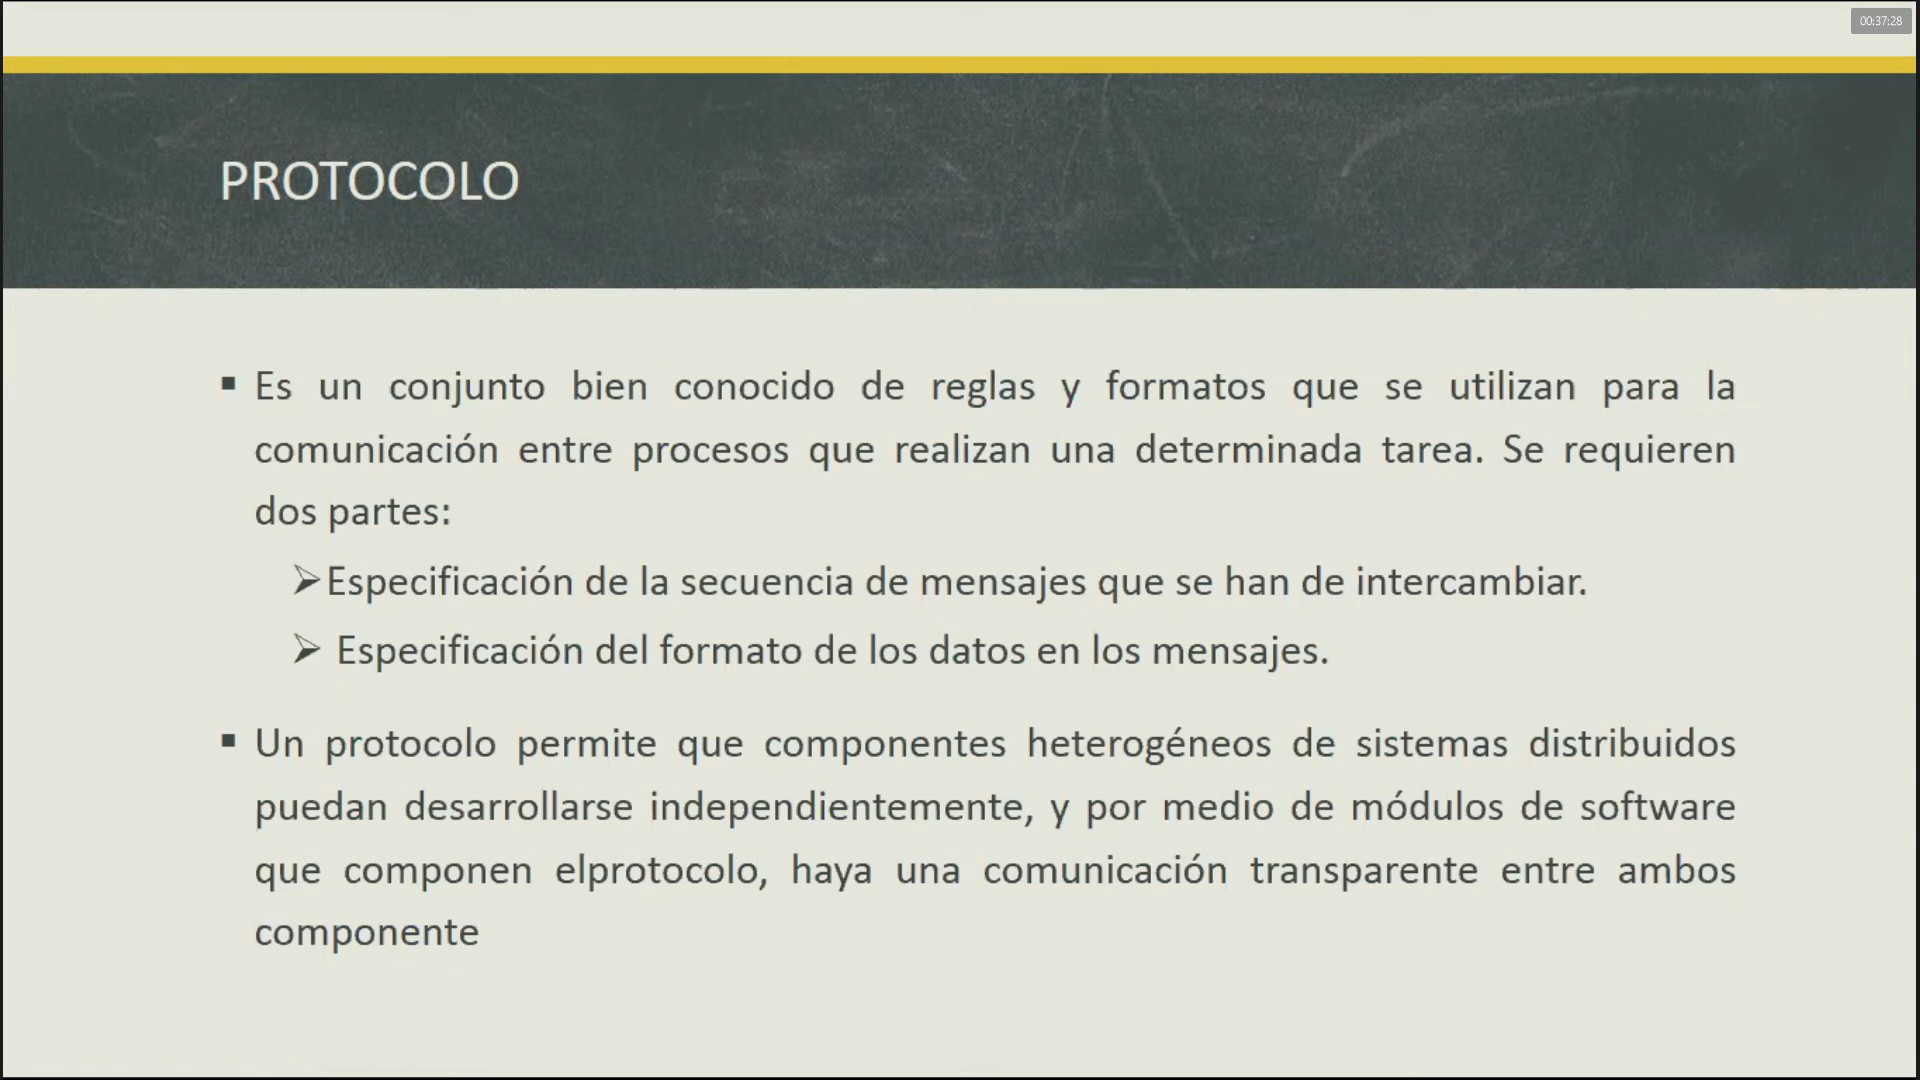 00:37:28
PROTOCOLO
▪ Es un conjunto bien conocido de reglas y formatos que se utilizan para la
comunicación entre procesos que realizan una determinada tarea. Se requieren
dos partes:
➢Especificación de la secuencia de mensajes que se han de intercambiar.
➢ Especificación del formato de los datos en los mensajes.
▪ Un protocolo permite que componentes heterogéneos de sistemas distribuidos
puedan desarrollarse independientemente, y por medio de módulos de software
que componen elprotocolo, haya una comunicación transparente entre ambos
componente